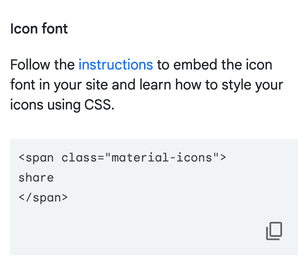 Icon font
Follow the instructions to embed the icon
font in your site and learn how to style your
icons using CSS.
<span class="material-icons">
share
</span>